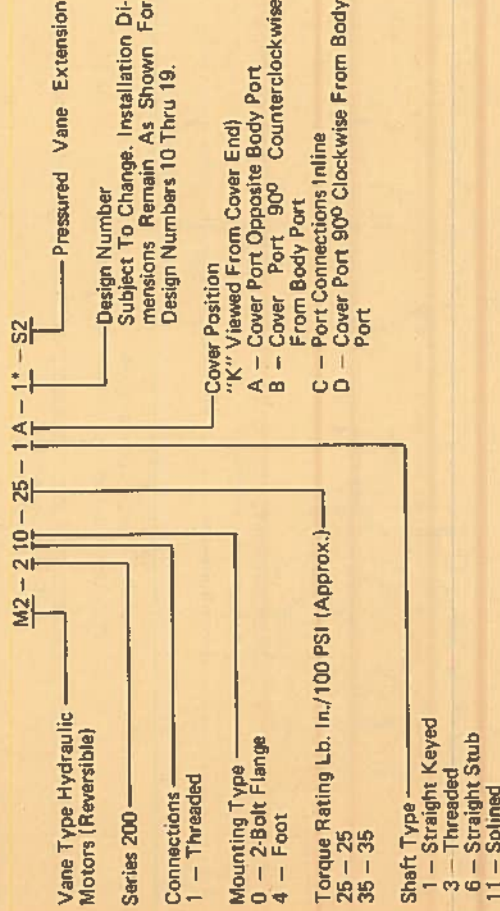 M2 - 2 10 - 25 - 1 A - 1* - S2
Vane Type Hydraulic
Motors (Reversible)
Series 200
Connections
1 - Threaded
Mounting Type
0 - 2-Bolt Flange
4 - Foot
Torque Rating Lb. In./100 PSI (Approx.)
25 - 25
35 - 35
Shaft Type
1 - Straight Keyed
3 - Threaded
6 - Straight Stub
11 - Splined
Pressured Vane Extension
Design Number
Subject To Change. Installation Di-
mensions Remain As Shown For
Design Numbers 10 Thru 19.
Cover Position
"K" Viewed From Cover End)
A - Cover Port Opposite Body Port
B - Cover Port 90° Counterclockwise
From Body Port
C - Port Connections Inline
D - Cover Port 90° Clockwise From Body
Port